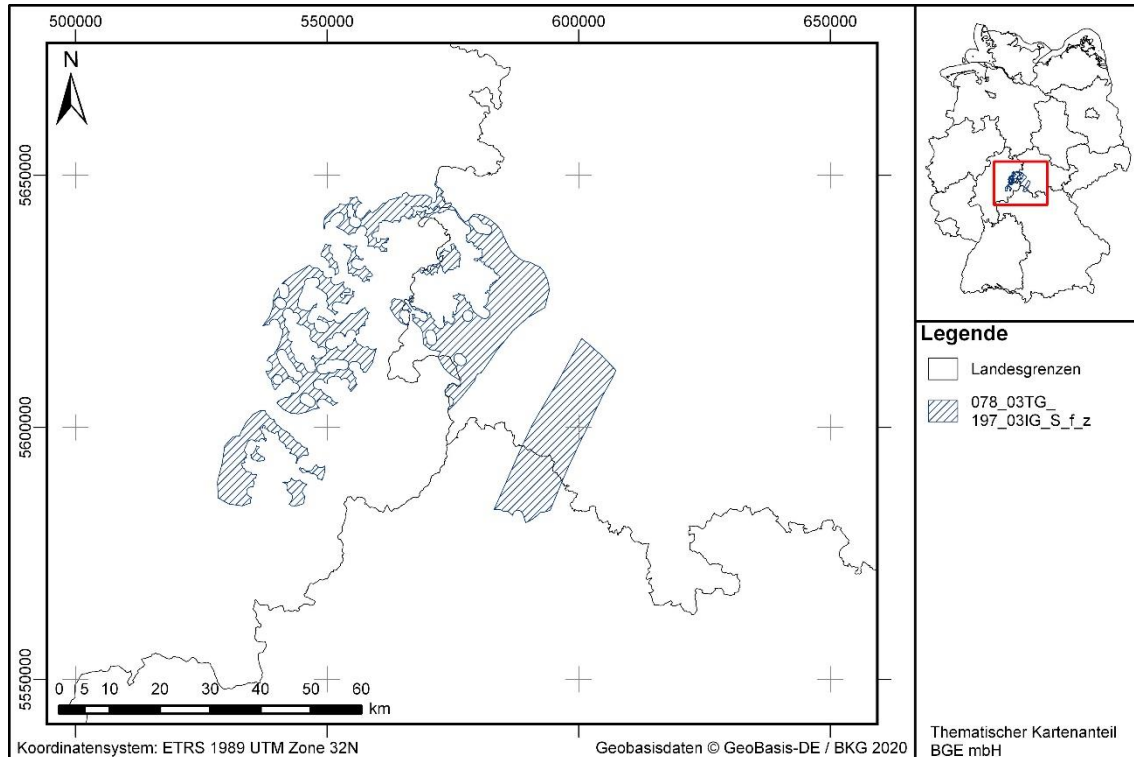 500000
550000
600000
650000
N
5650000
5600000
5550000
0 5 10 20 30 40 50 60
km
Koordinatensystem: ETRS 1989 UTM Zone 32N
Geobasisdaten © GeoBasis-DE / BKG 2020
Legende
Landesgrenzen
078_03TG_
197_03IG_S_f_z
Thematischer Kartenanteil
BGE mbH